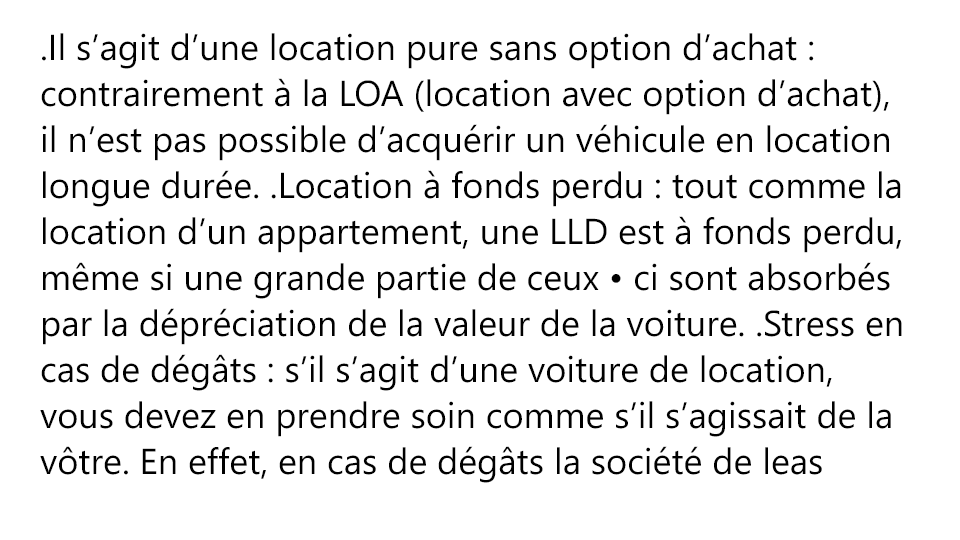 .Il s’agit d’une location pure sans option d’achat :
contrairement à la LOA (location avec option d’achat),
il n’est pas possible d’acquérir un véhicule en location
longue durée. .Location à fonds perdu : tout comme la
location d’un appartement, une LLD est à fonds perdu,
même si une grande partie de ceux • ci sont absorbés
par la dépréciation de la valeur de la voiture. .Stress en
cas de dégâts : s’il s’agit d’une voiture de location,
vous devez en prendre soin comme s’il s’agissait de la
vôtre. En effet, en cas de dégâts la société de leas